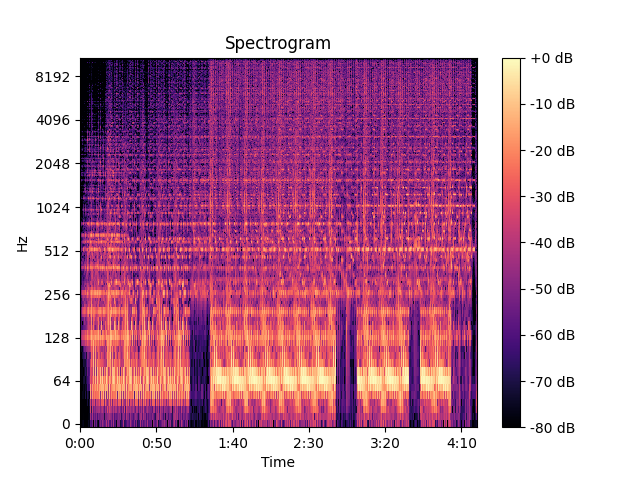 Spectrogram
Hz
8192
4096
2048
1024
512
256
128
64
0
0:00
0:50
1:40
2:30
3:20
4:10
Time
+0 dB
-10 dB
-20 dB
-30 dB
-40 dB
-50 dB
-60 dB
-70 dB
-80 dB